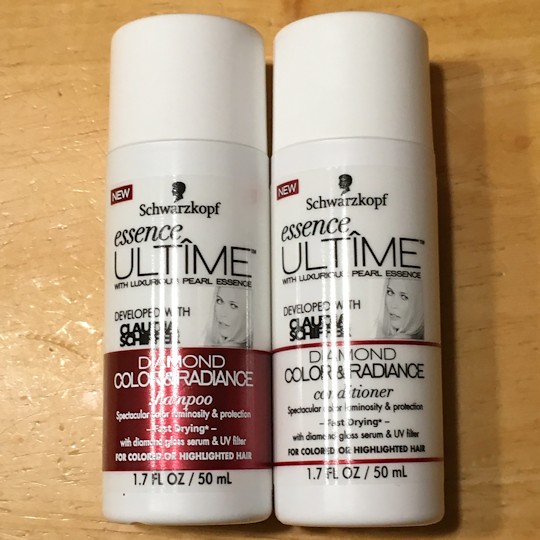 NEW
Schwarzkopf
essence
ULTÎME™
WITH LUXURIOUS PEARL ESSENCE
DEVELOPED WITH
CLAUDIA
SCHIFFER
DIAMOND
COLOR & RADIANCE
shampoo
Spectacular color luminosity & protection
– Fast Drying* –
with diamond gloss serum & UV filter
FOR COLORED OR HIGHLIGHTED HAIR
1.7 FL OZ / 50 mL
NEW
Schwarzkopf
essence
ULTÎME™
WITH LUXURIOUS PEARL ESSENCE
DEVELOPED WITH
CLAUDIA
SCHIFFER
DIAMOND
COLOR & RADIANCE
conditioner
Spectacular color luminosity & protection
– Fast Drying* –
with diamond gloss serum & UV filter
FOR COLORED OR HIGHLIGHTED HAIR
1.7 FL OZ / 50 mL